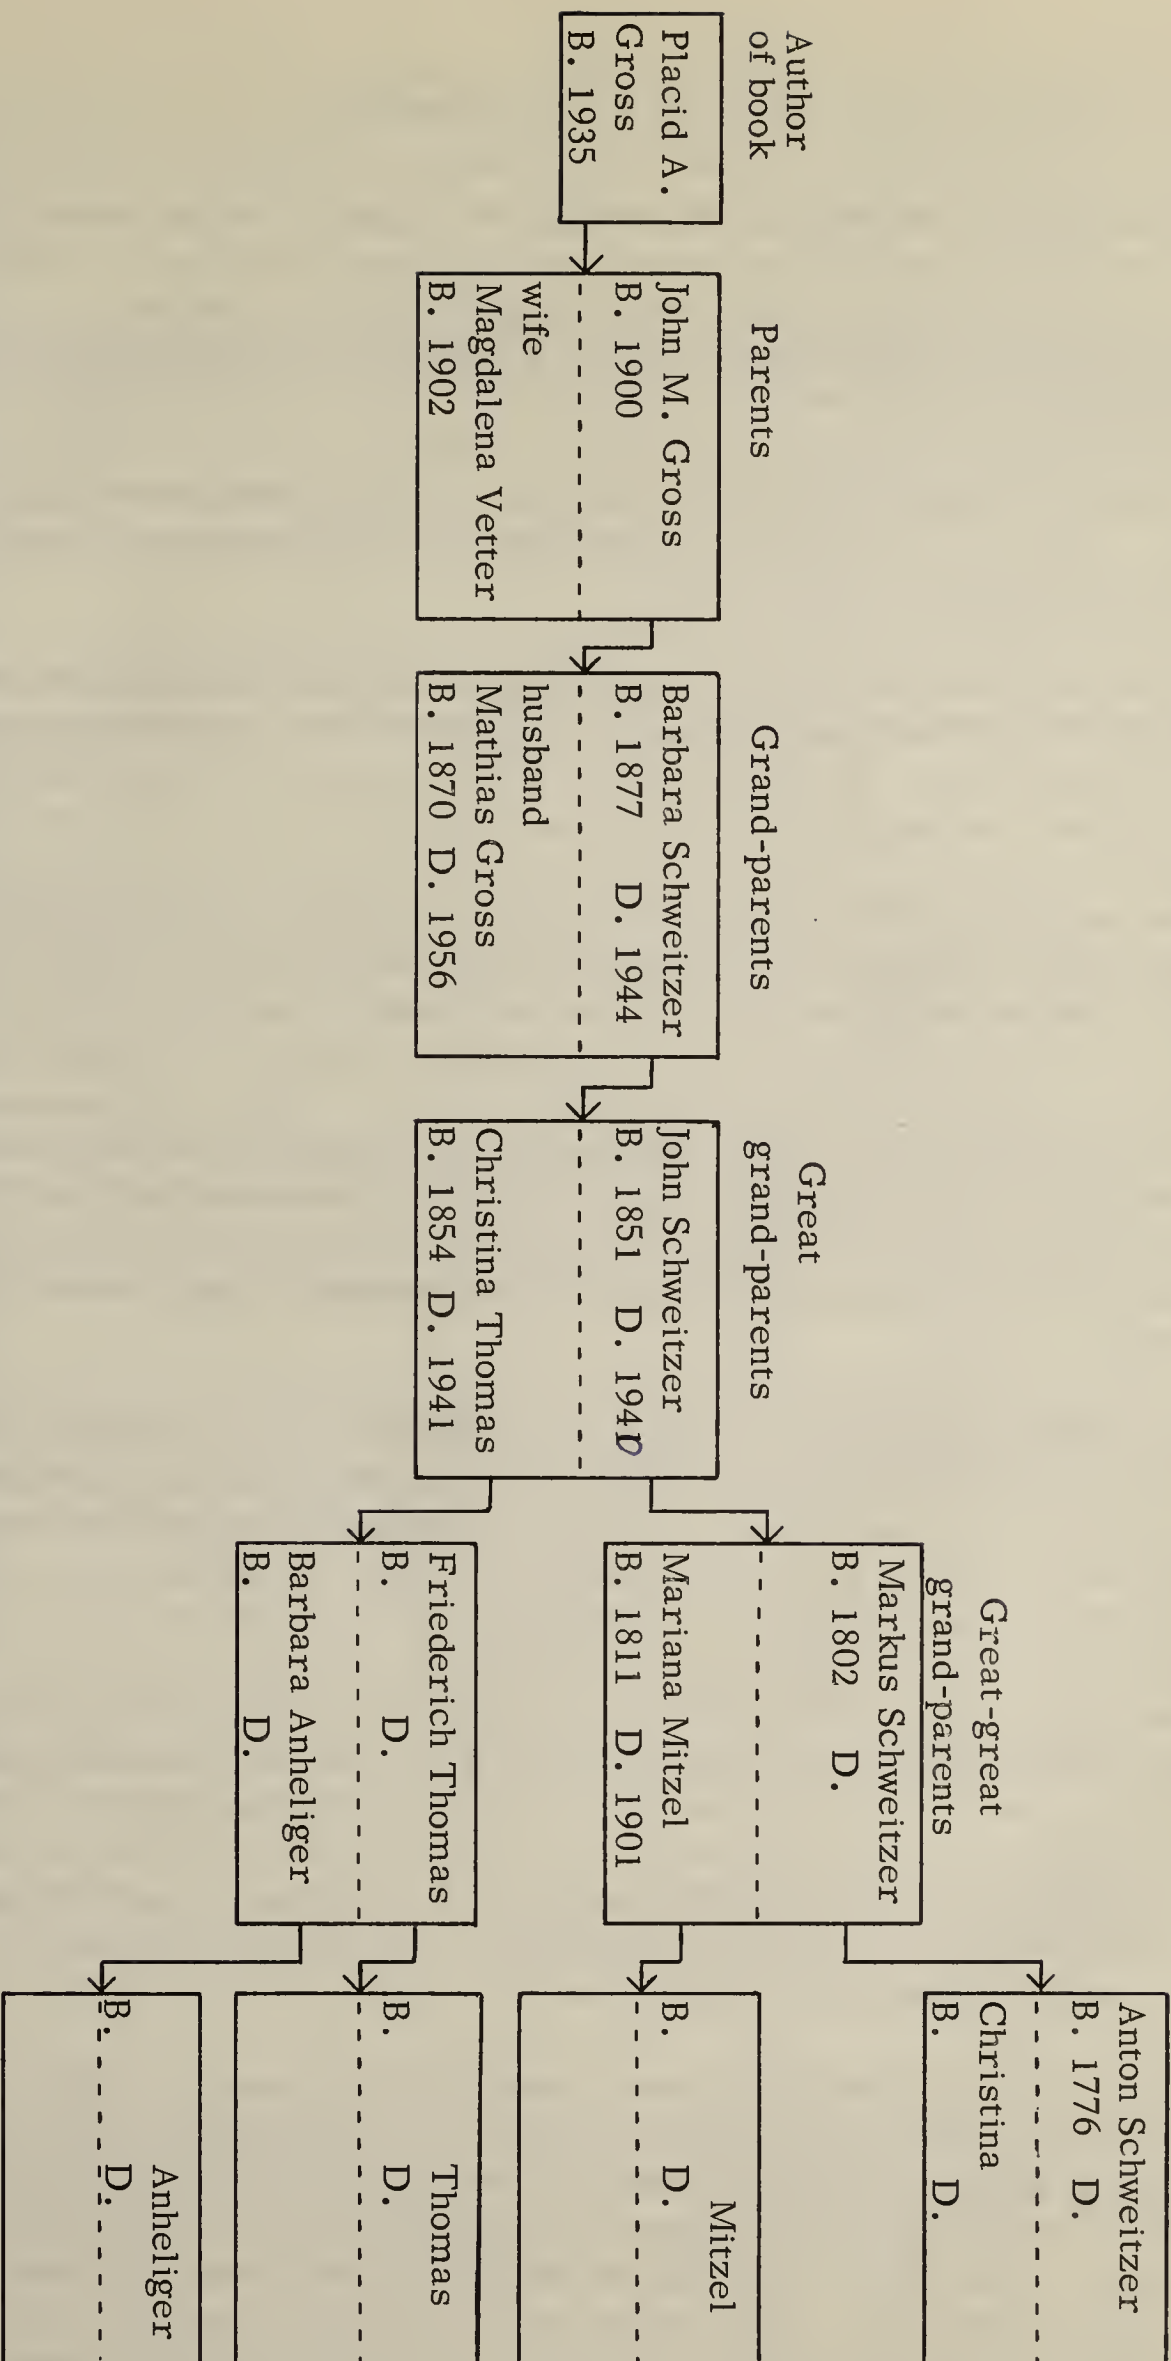 Author
of book
Placid A.
Gross
B. 1935
Parents
John M. Gross
B. 1900
wife
Magdalena Vetter
B. 1902
Grand-parents
Barbara Schweitzer
B. 1877 D. 1944
husband
Mathias Gross
B. 1870 D. 1956
Great
grand-parents
John Schweitzer
B. 1851 D. 1940
Christina Thomas
B. 1854 D. 1941
Great-great
grand-parents
Markus Schweitzer
B. 1802 D.
Mariana Mitzel
B. 1811 D. 1901
Friederich Thomas
B. D.
Barbara Anheliger
B. D.
Anton Schweitzer
B. 1776 D.
Christina
B. D.
Mitzel
B. D.
Thomas
B. D.
Anheliger
B. D.